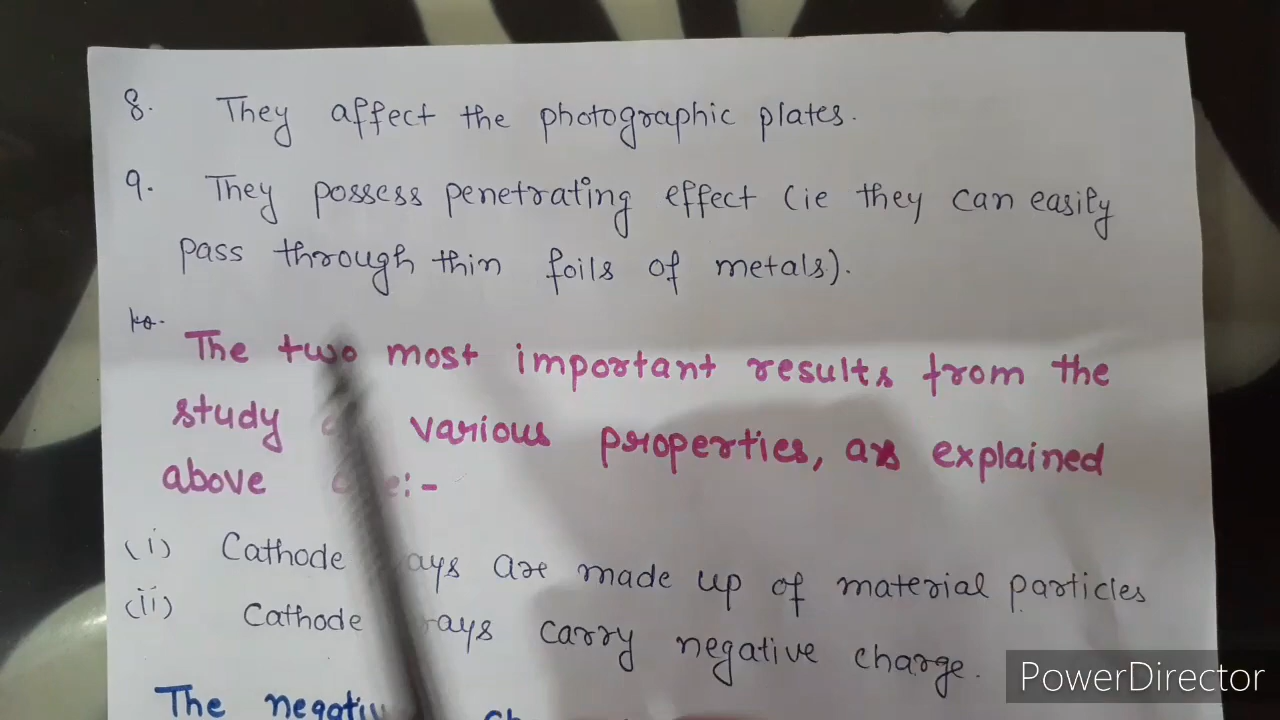 8. They affect the photographic plates.
9. They possess penetrating effect (ie they can easily
pass through thin foils of metals).
10.
The two most important results from the
study various properties, as explained
above :-
(i) Cathode are made up of material particles
(ii) Cathode rays carry negative charge.
The
PowerDirector